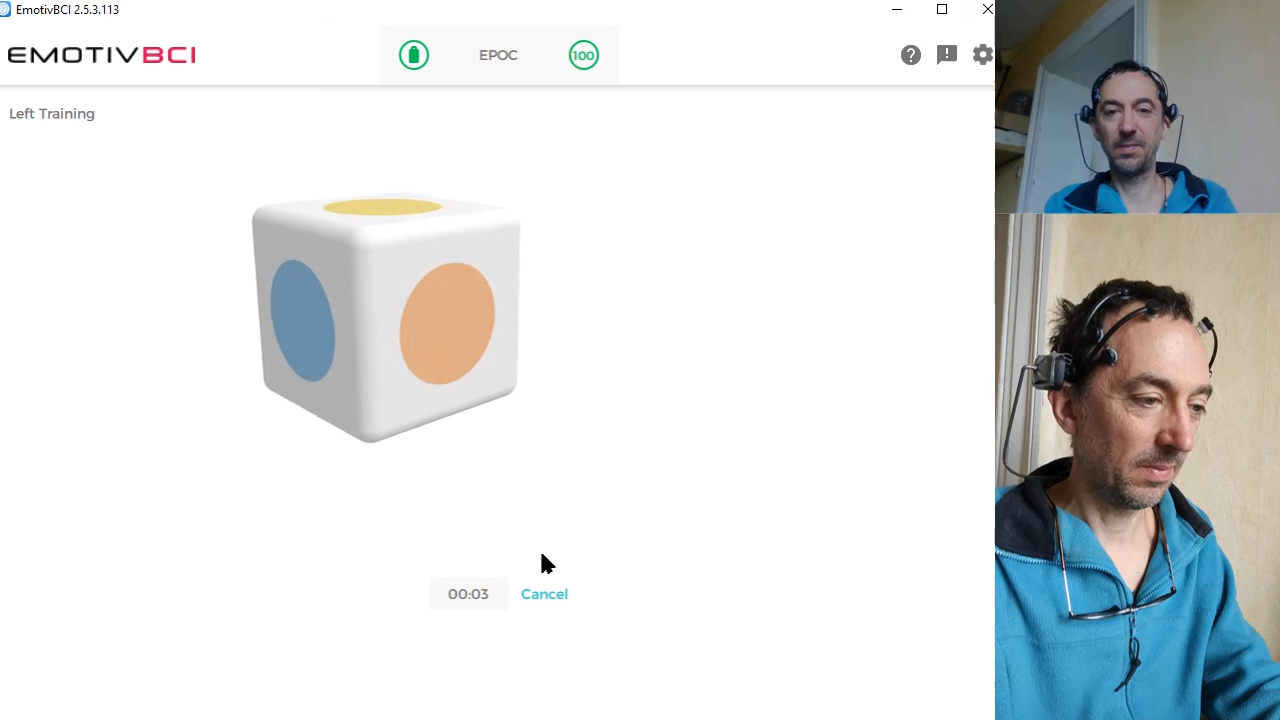 EmotivBCI 2.5.3.113
EMOTIVBCI
EPOC
100
Left Training
00:03
Cancel